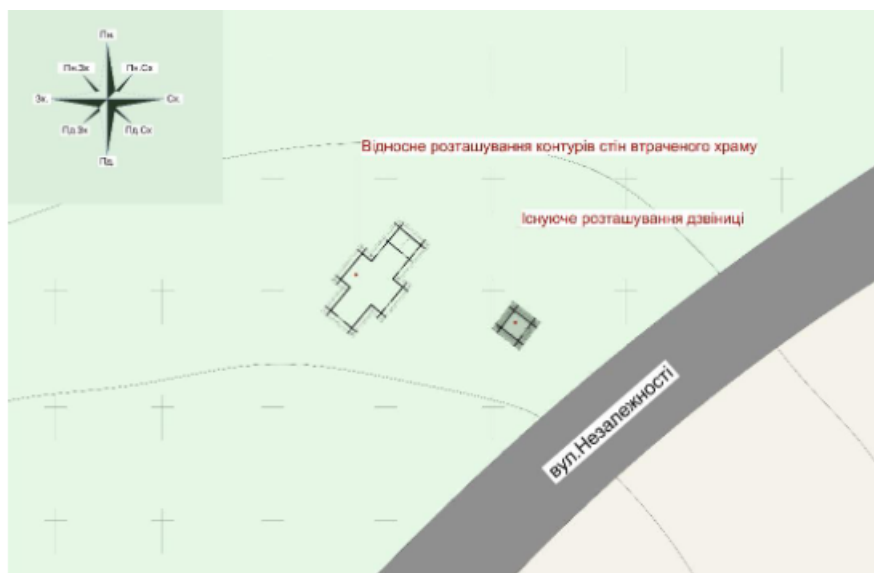 Пн.
Пн.Зх
Пн.Сх
Зх.
Сх.
Пд.Зх
Пд.Сх
Пд.
Відносне розташування контурів стін втраченого храму
Існуюче розташування дзвіниці
вул.Незалежності